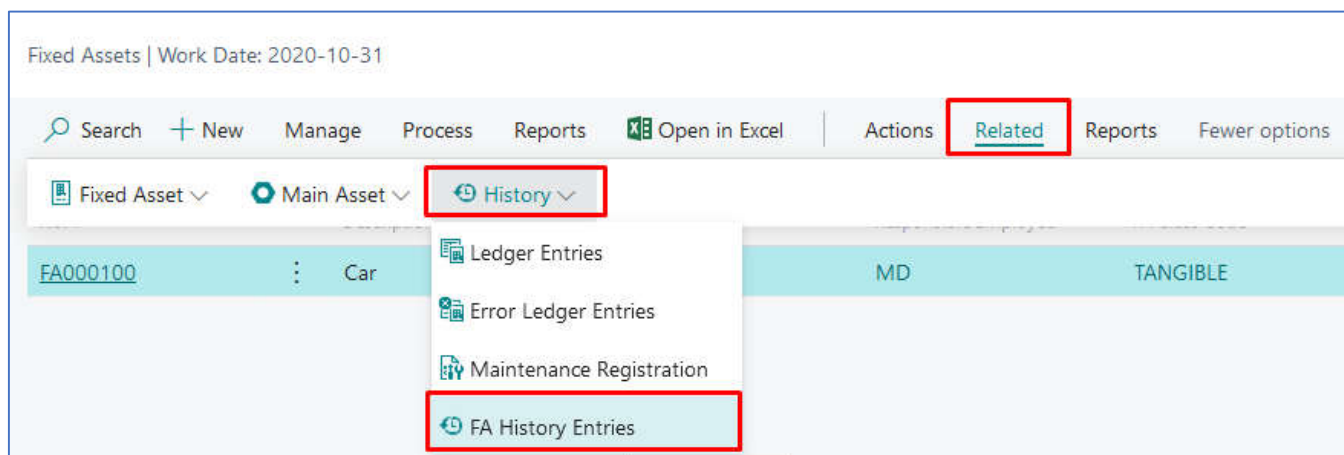 Fixed Assets | Work Date: 2020-10-31
Search New Manage Process Reports Open in Excel Actions Related Reports Fewer options
Fixed Asset Main Asset History
FA000100 Car MD TANGIBLE
Ledger Entries
Error Ledger Entries
Maintenance Registration
FA History Entries